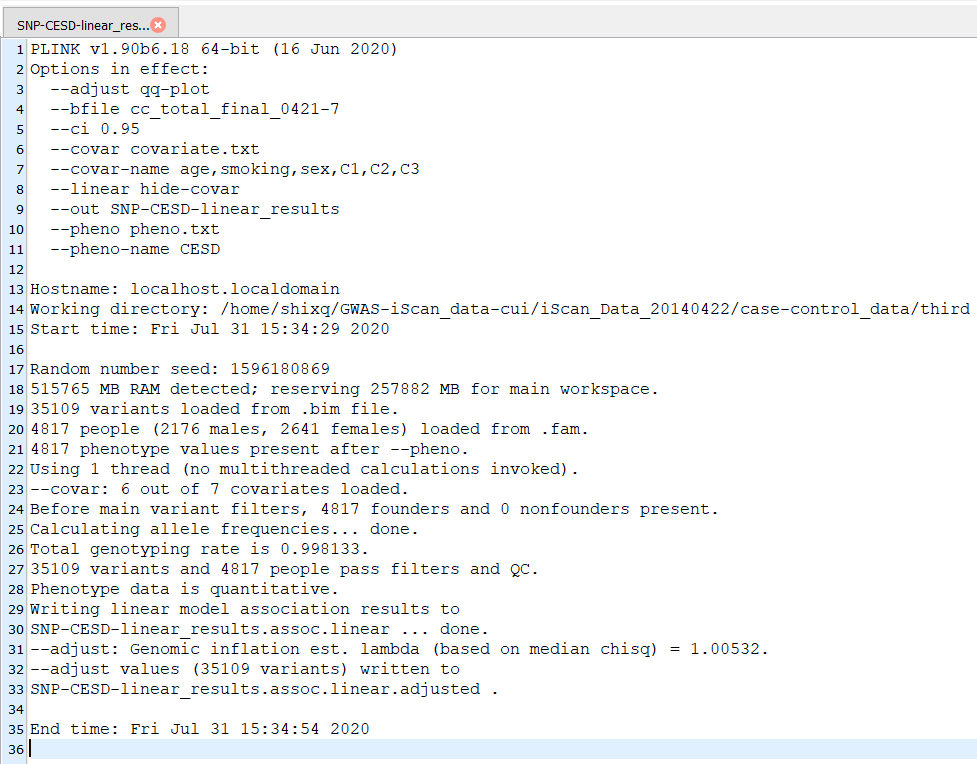 SNP-CESD-linear_res...
1 PLINK v1.90b6.18 64-bit (16 Jun 2020)
2 Options in effect:
3   --adjust qq-plot
4   --bfile cc_total_final_0421-7
5   --ci 0.95
6   --covar covariate.txt
7   --covar-name age,smoking,sex,C1,C2,C3
8   --linear hide-covar
9   --out SNP-CESD-linear_results
10   --pheno pheno.txt
11   --pheno-name CESD
12
13 Hostname: localhost.localdomain
14 Working directory: /home/shixq/GWAS-iScan_data-cui/iScan_Data_20140422/case-control_data/third
15 Start time: Fri Jul 31 15:34:29 2020
16
17 Random number seed: 1596180869
18 515765 MB RAM detected; reserving 257882 MB for main workspace.
19 35109 variants loaded from .bim file.
20 4817 people (2176 males, 2641 females) loaded from .fam.
21 4817 phenotype values present after --pheno.
22 Using 1 thread (no multithreaded calculations invoked).
23 --covar: 6 out of 7 covariates loaded.
24 Before main variant filters, 4817 founders and 0 nonfounders present.
25 Calculating allele frequencies... done.
26 Total genotyping rate is 0.998133.
27 35109 variants and 4817 people pass filters and QC.
28 Phenotype data is quantitative.
29 Writing linear model association results to
30 SNP-CESD-linear_results.assoc.linear ... done.
31 --adjust: Genomic inflation est. lambda (based on median chisq) = 1.00532.
32 --adjust values (35109 variants) written to
33 SNP-CESD-linear_results.assoc.linear.adjusted .
34
35 End time: Fri Jul 31 15:34:54 2020
36